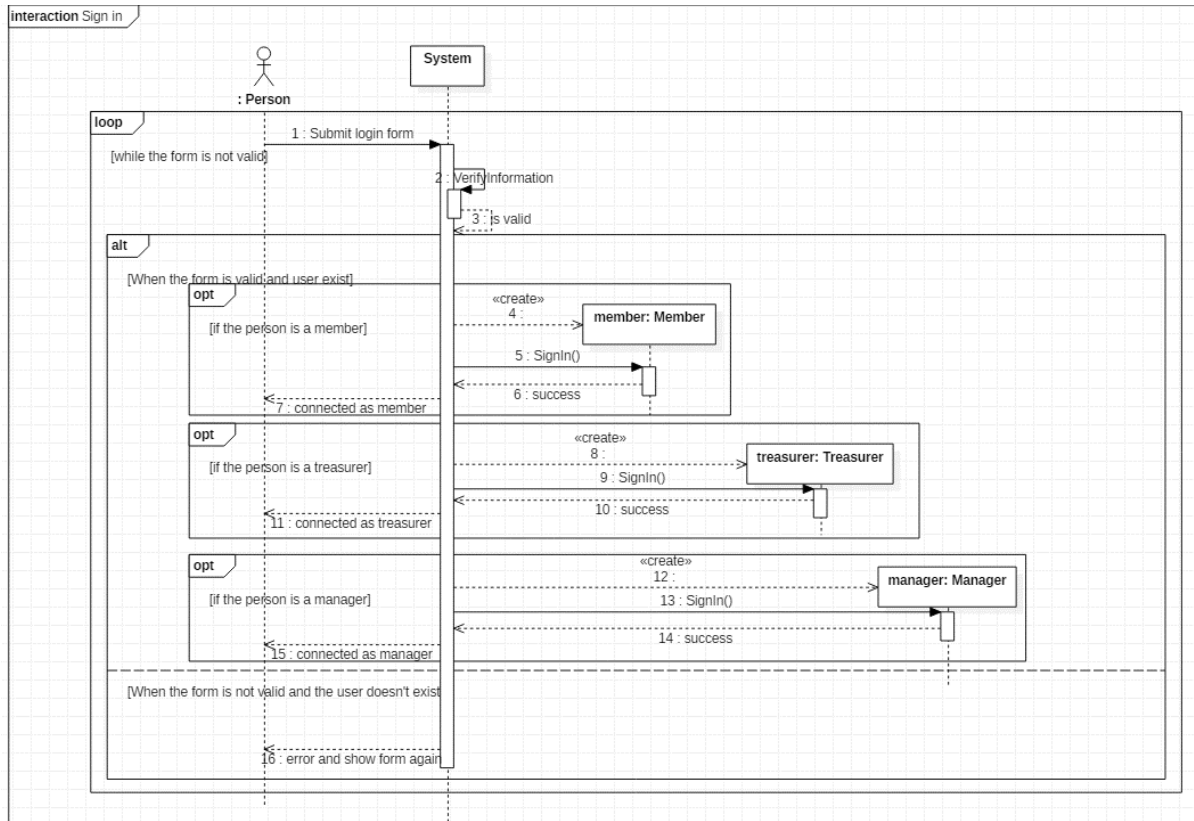 interaction Sign in
System
: Person
loop
1 : Submit login form
[while the form is not valid]
2 : VerifyInformation
3 : is valid
alt
[When the form is valid and user exist]
opt
«create»
4 :
member: Member
[if the person is a member]
5 : SignIn()
6 : success
7 : connected as member
opt
«create»
8 :
treasurer: Treasurer
[if the person is a treasurer]
9 : SignIn()
10 : success
11 : connected as treasurer
opt
«create»
12 :
manager: Manager
[if the person is a manager]
13 : SignIn()
14 : success
15 : connected as manager
[When the form is not valid and the user doesn't exist
16 : error and show form again